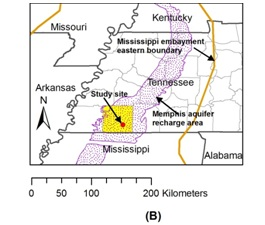 Kentucky
Missouri
Mississippi embayment
eastern boundary
Tennessee
Arkansas
Study site
N
Memphis aquifer
recharge area
Mississippi
Alabama
0 50 100 200 Kilometers
(B)